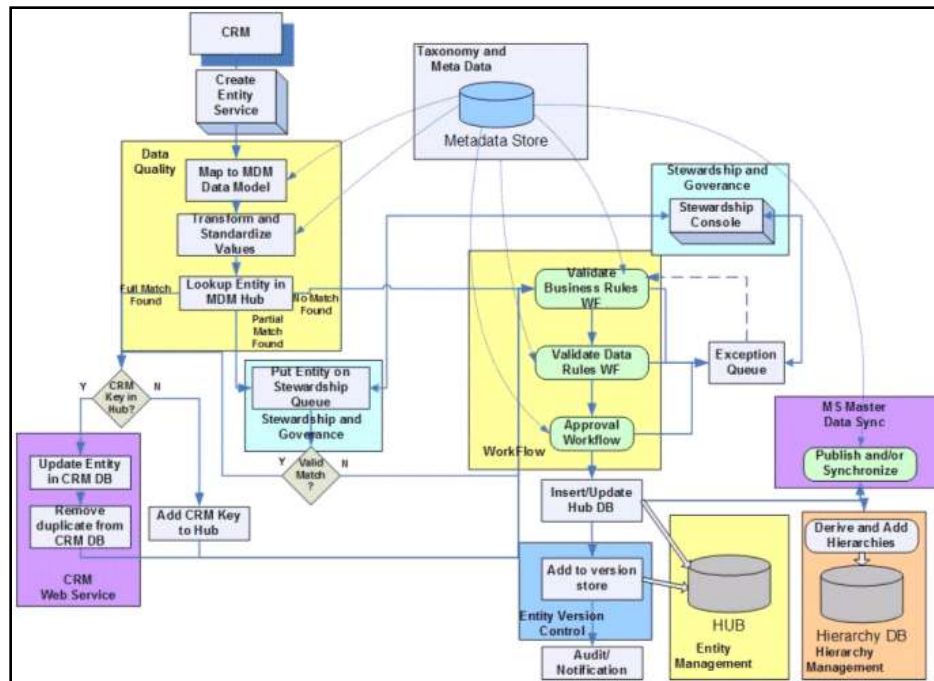 CRM
Create
Entity
Service
Taxonomy and
Meta Data
Metadata Store
Data
Quality
Map to MDM
Data Model
Transform and
Standardize
Values
Full Match
Found
Lookup Entity in
MDM Hub
No Match
Found
Partial
Match
Found
Stewardship and
Goverance
Stewardship
Console
Validate
Business Rules
WF
Validate Data
Rules WF
Approval
Workflow
WorkFlow
Exception
Queue
Put Entity on
Stewardship
Queue
Stewardship and
Goverance
Y
CRM
Key in
Hub?
N
Y
Valid
Match
?
N
Update Entity
in CRM DB
Remove
duplicate from
CRM DB
CRM
Web Service
Add CRM Key
to Hub
Insert/Update
Hub DB
Add to version
store
Entity Version
Control
Audit/
Notification
HUB
Entity
Management
MS Master
Data Sync
Publish and/or
Synchronize
Derive and Add
Hierarchies
Hierarchy DB
Hierarchy
Management